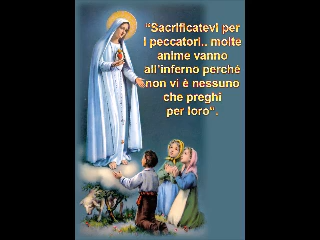 “Sacrificatevi per
i peccatori.. molte
anime vanno
all'inferno perché
non vi è nessuno
che preghi
per loro“.